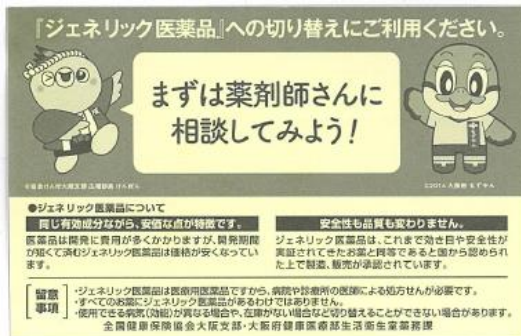 『ジェネリック医薬品』への切り替えにご利用ください。
まずは薬剤師さんに
相談してみよう!
©2014 大阪府 もずやん
●ジェネリック医薬品について
同じ有効成分ながら、安価な点が特徴です。
医薬品は開発に費用が多くかかりますが、開発期間
が短くて済むジェネリック医薬品は価格が安くなってい
ます。
安全性も品質も変わりません。
ジェネリック医薬品は、これまで効き目や安全性が
実証されてきたお薬と同等であると国から認められ
た上で製造、販売が承認されています。
留意
事項
・ジェネリック医薬品は医療用医薬品ですから、病院や診療所の医師による処方せんが必要です。
・すべてのお薬にジェネリック医薬品があるわけではありません。
・使用できる病気(効能)が異なる場合や、在庫がない場合など切り替えることができない場合があります。
全国健康保険協会大阪支部・大阪府健康医療部生活衛生室薬務課